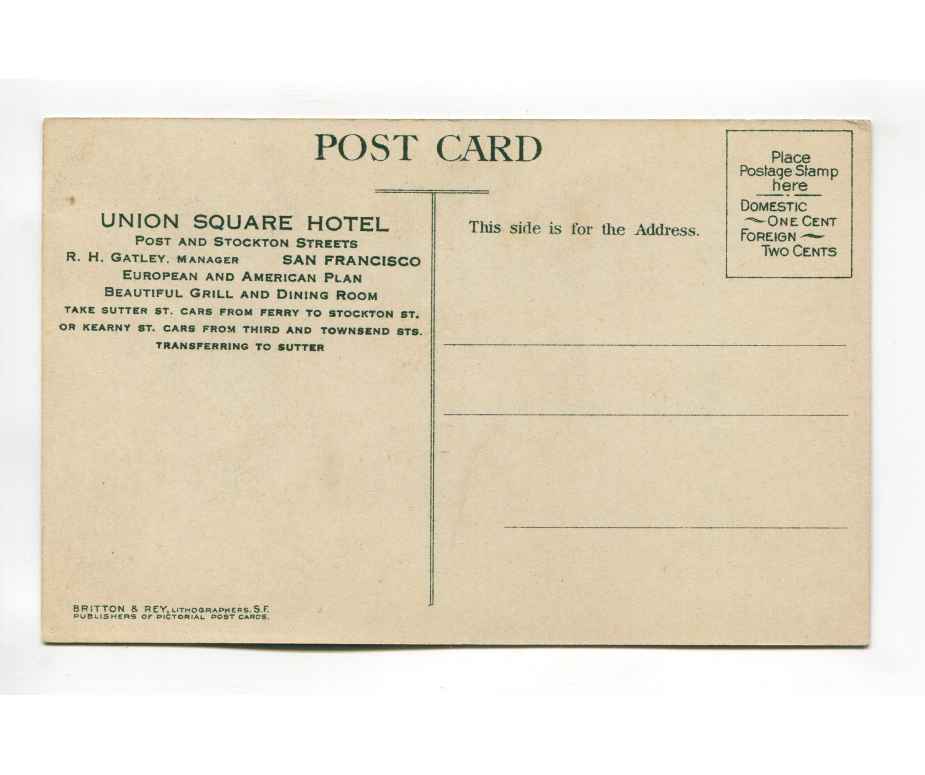 POST CARD
UNION SQUARE HOTEL
POST AND STOCKTON STREETS
R. H. GATLEY, MANAGER SAN FRANCISCO
EUROPEAN AND AMERICAN PLAN
BEAUTIFUL GRILL AND DINING ROOM
TAKE SUTTER ST. CARS FROM FERRY TO STOCKTON ST.
OR KEARNY ST. CARS FROM THIRD AND TOWNSEND STS.
TRANSFERRING TO SUTTER
BRITTON & REY, LITHOGRAPHERS, S.F.
PUBLISHERS OF PICTORIAL POST CARDS.
This side is for the Address.
Place
Postage Stamp
here
DOMESTIC
ONE CENT
FOREIGN
TWO CENTS